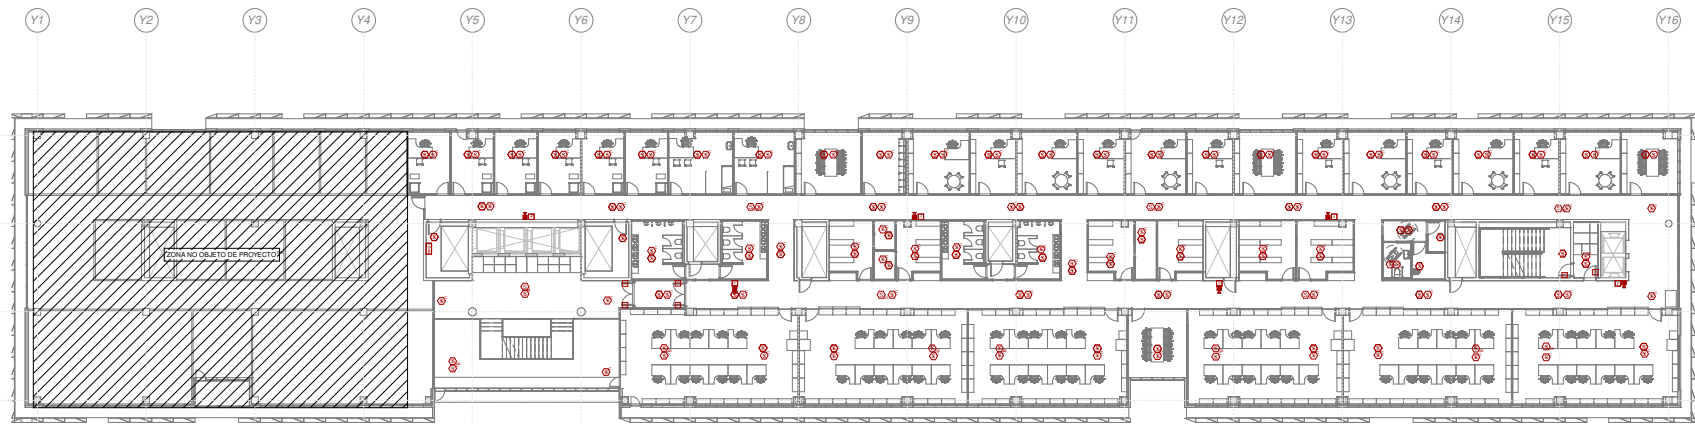 Y1 Y2 Y3 Y4 Y5 Y6 Y7 Y8 Y9 Y10 Y11 Y12 Y13 Y14 Y15 Y16
ZONA NO OBJETO DE PROYECTO